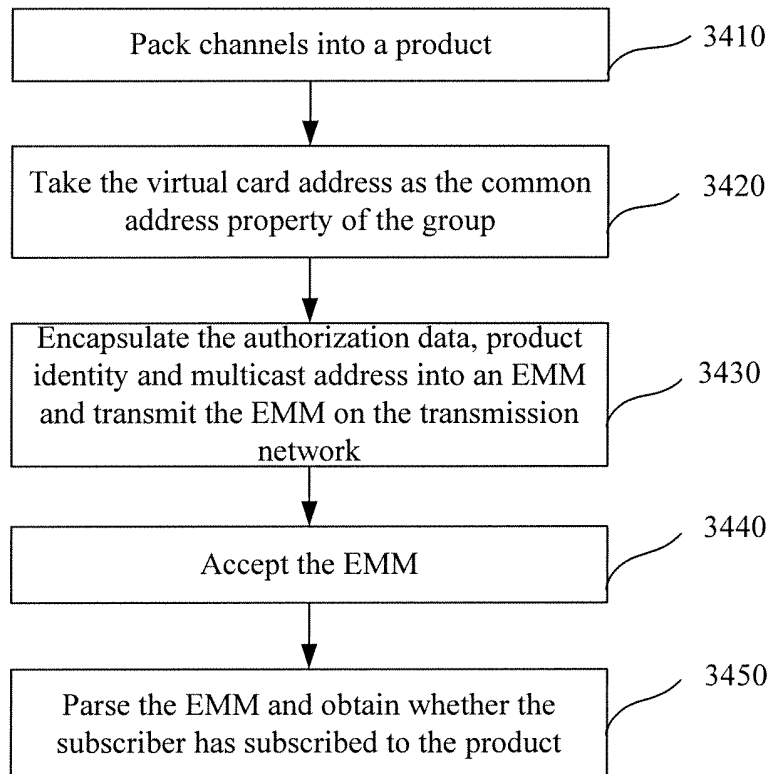 Pack channels into a product
3410
Take the virtual card address as the common
address property of the group
3420
Encapsulate the authorization data, product
identity and multicast address into an EMM
and transmit the EMM on the transmission
network
3430
Accept the EMM
3440
Parse the EMM and obtain whether the
subscriber has subscribed to the product
3450